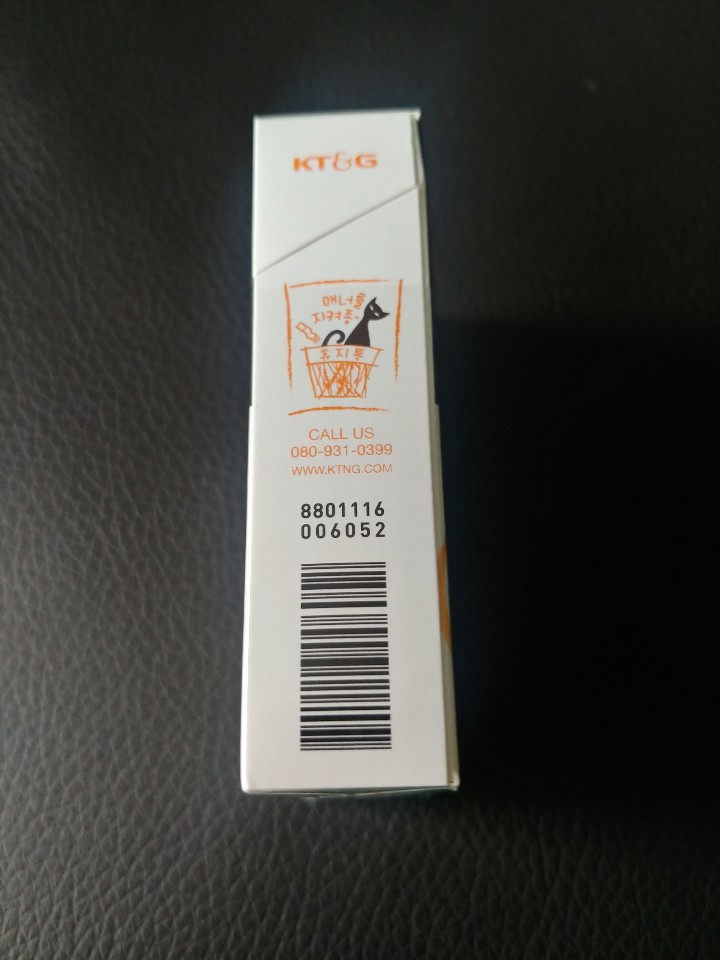 KT&G
매너를
지켜줭~
휴지통
CALL US
080-931-0399
WWW.KTNG.COM
8801116
006052